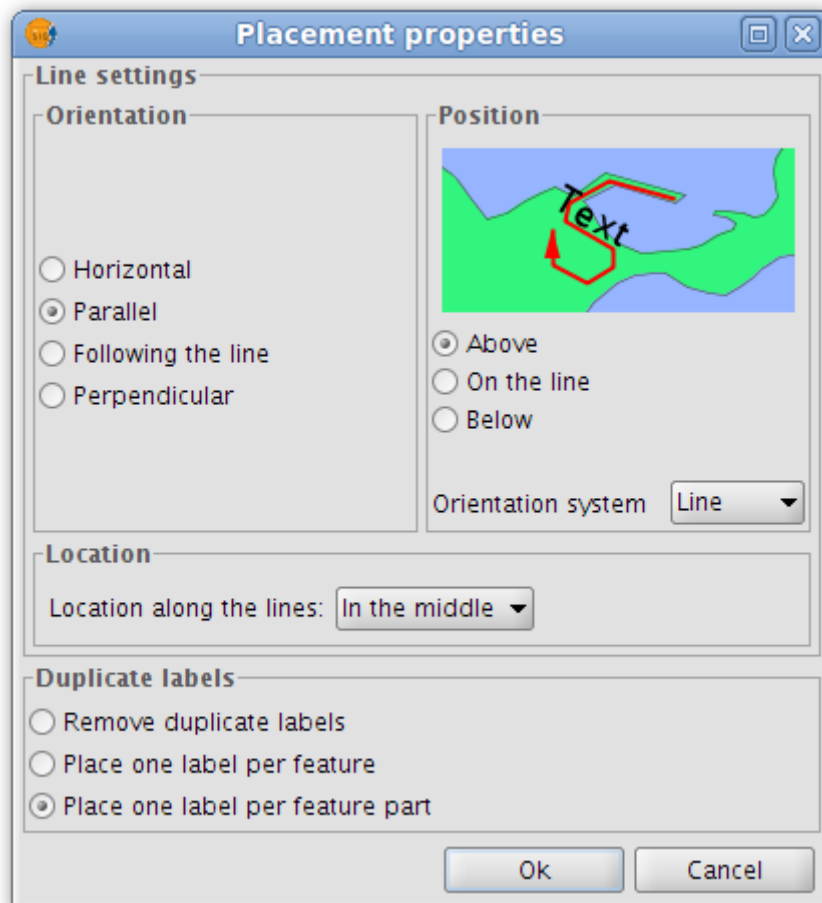 Placement properties
Line settings
Orientation
Horizontal
Parallel
Following the line
Perpendicular
Position
Text
Above
On the line
Below
Orientation system Line
Location
Location along the lines: In the middle
Duplicate labels
Remove duplicate labels
Place one label per feature
Place one label per feature part
Ok Cancel